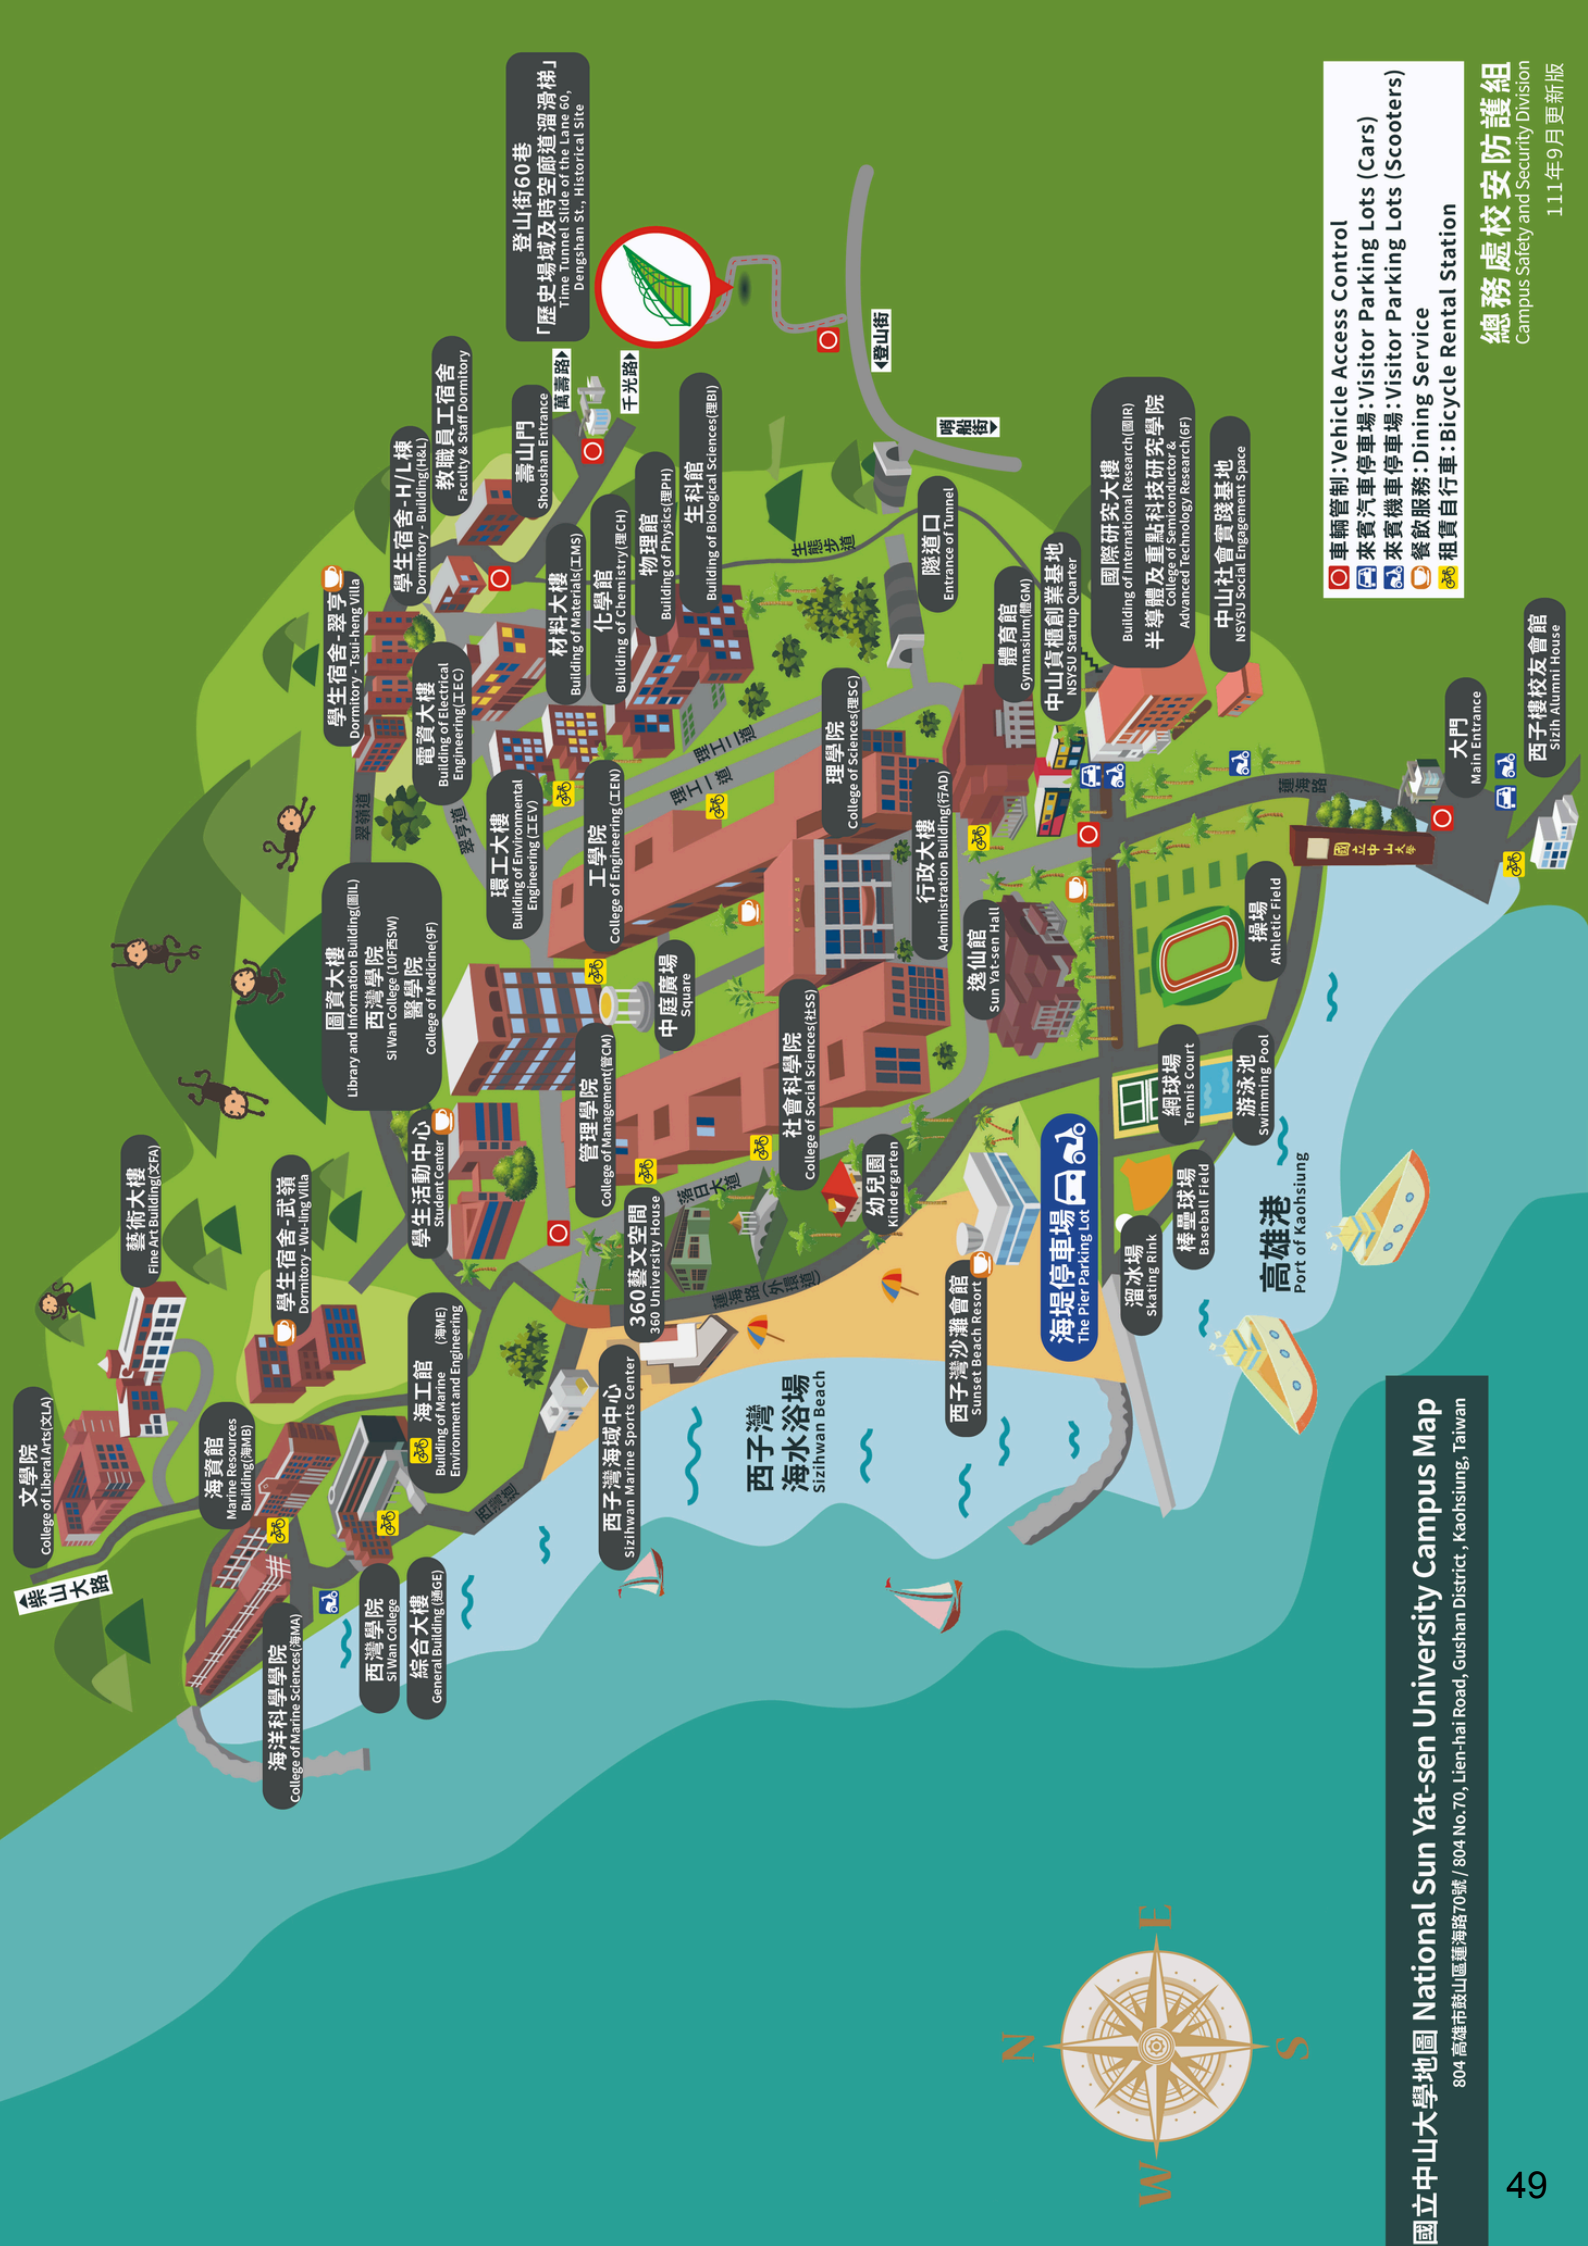 國立中山大學地圖 National Sun Yat-sen University Campus Map
804 高雄市鼓山區蓮海路70號 / 804 No.70, Lien-hai Road, Gushan District , Kaohsiung, Taiwan
文學院
College of Liberal Arts(文LA)
藝術大樓
Fine Art Building(文FA)
柴山大路
海資館
Marine Resources
Building(海MB)
學生宿舍-武嶺
Dormitory - Wu-ling Villa
海洋科學學院
College of Marine Sciences(海MA)
西灣學院
Si Wan College
綜合大樓
General Building (通GE)
海工館 (海ME)
Building of Marine
Environment and Engineering
西灣道
學生活動中心
Student Center
圖資大樓
Library and Information Building(圖IL)
西灣學院
Si Wan College (10F西SW)
醫學院
College of Medicine(9F)
翠嶺道
翠亨道
學生宿舍-翠亨
Dormitory - Tsui-heng Villa
學生宿舍-H/L棟
Dormitory - Building(H&L)
教職員工宿舍
Faculty & Staff Dormitory
壽山門
Shoushan Entrance
萬壽路
千光路
登山街60巷
「歷史場域及時空廊道溜滑梯」
Time Tunnel Slide of the Lane 60,
Dengshan St., Historical Site
電資大樓
Building of Electrical
Engineering(工EC)
環工大樓
Building of Environmental
Engineering (工EV)
材料大樓
Building of Materials(工MS)
化學館
Building of Chemistry(理CH)
物理館
Building of Physics(理PH)
生科館
Building of Biological Sciences(理BI)
工學院
College of Engineering(工EN)
理工一道
理工二道
生態步道
管理學院
College of Management(管CM)
中庭廣場
Square
社會科學院
College of Social Sciences(社SS)
理學院
College of Sciences(理SC)
行政大樓
Administration Building(行AD)
隧道口
Entrance of Tunnel
登山街
哨船街
360藝文空間
360 University House
落日大道
蓮海路(外環道)
幼兒園
Kindergarten
西子灣海域中心
Sizihwan Marine Sports Center
西子灣
海水浴場
Sizihwan Beach
西子灣沙灘會館
Sunset Beach Resort
逸仙館
Sun Yat-sen Hall
體育館
Gymnasium(體GM)
中山貨櫃創業基地
NSYSU Startup Quarter
國際研究大樓
Building of International Research(國IR)
半導體及重點科技研究學院
College of Semiconductor &
Advanced Technology Research(6F)
中山社會實踐基地
NSYSU Social Engagement Space
海堤停車場
The Pier Parking Lot
溜冰場
Skating Rink
棒壘球場
Baseball Field
網球場
Tennis Court
游泳池
Swimming Pool
操場
Athletic Field
蓮海路
國立中山大學
大門
Main Entrance
西子樓校友會館
Sizih Alumni House
高雄港
Port of Kaohsiung
車輛管制:Vehicle Access Control
來賓汽車停車場:Visitor Parking Lots (Cars)
來賓機車停車場:Visitor Parking Lots (Scooters)
餐飲服務:Dining Service
租賃自行車:Bicycle Rental Station
總務處校安防護組
Campus Safety and Security Division
111年9月更新版
N
E
S
W
49